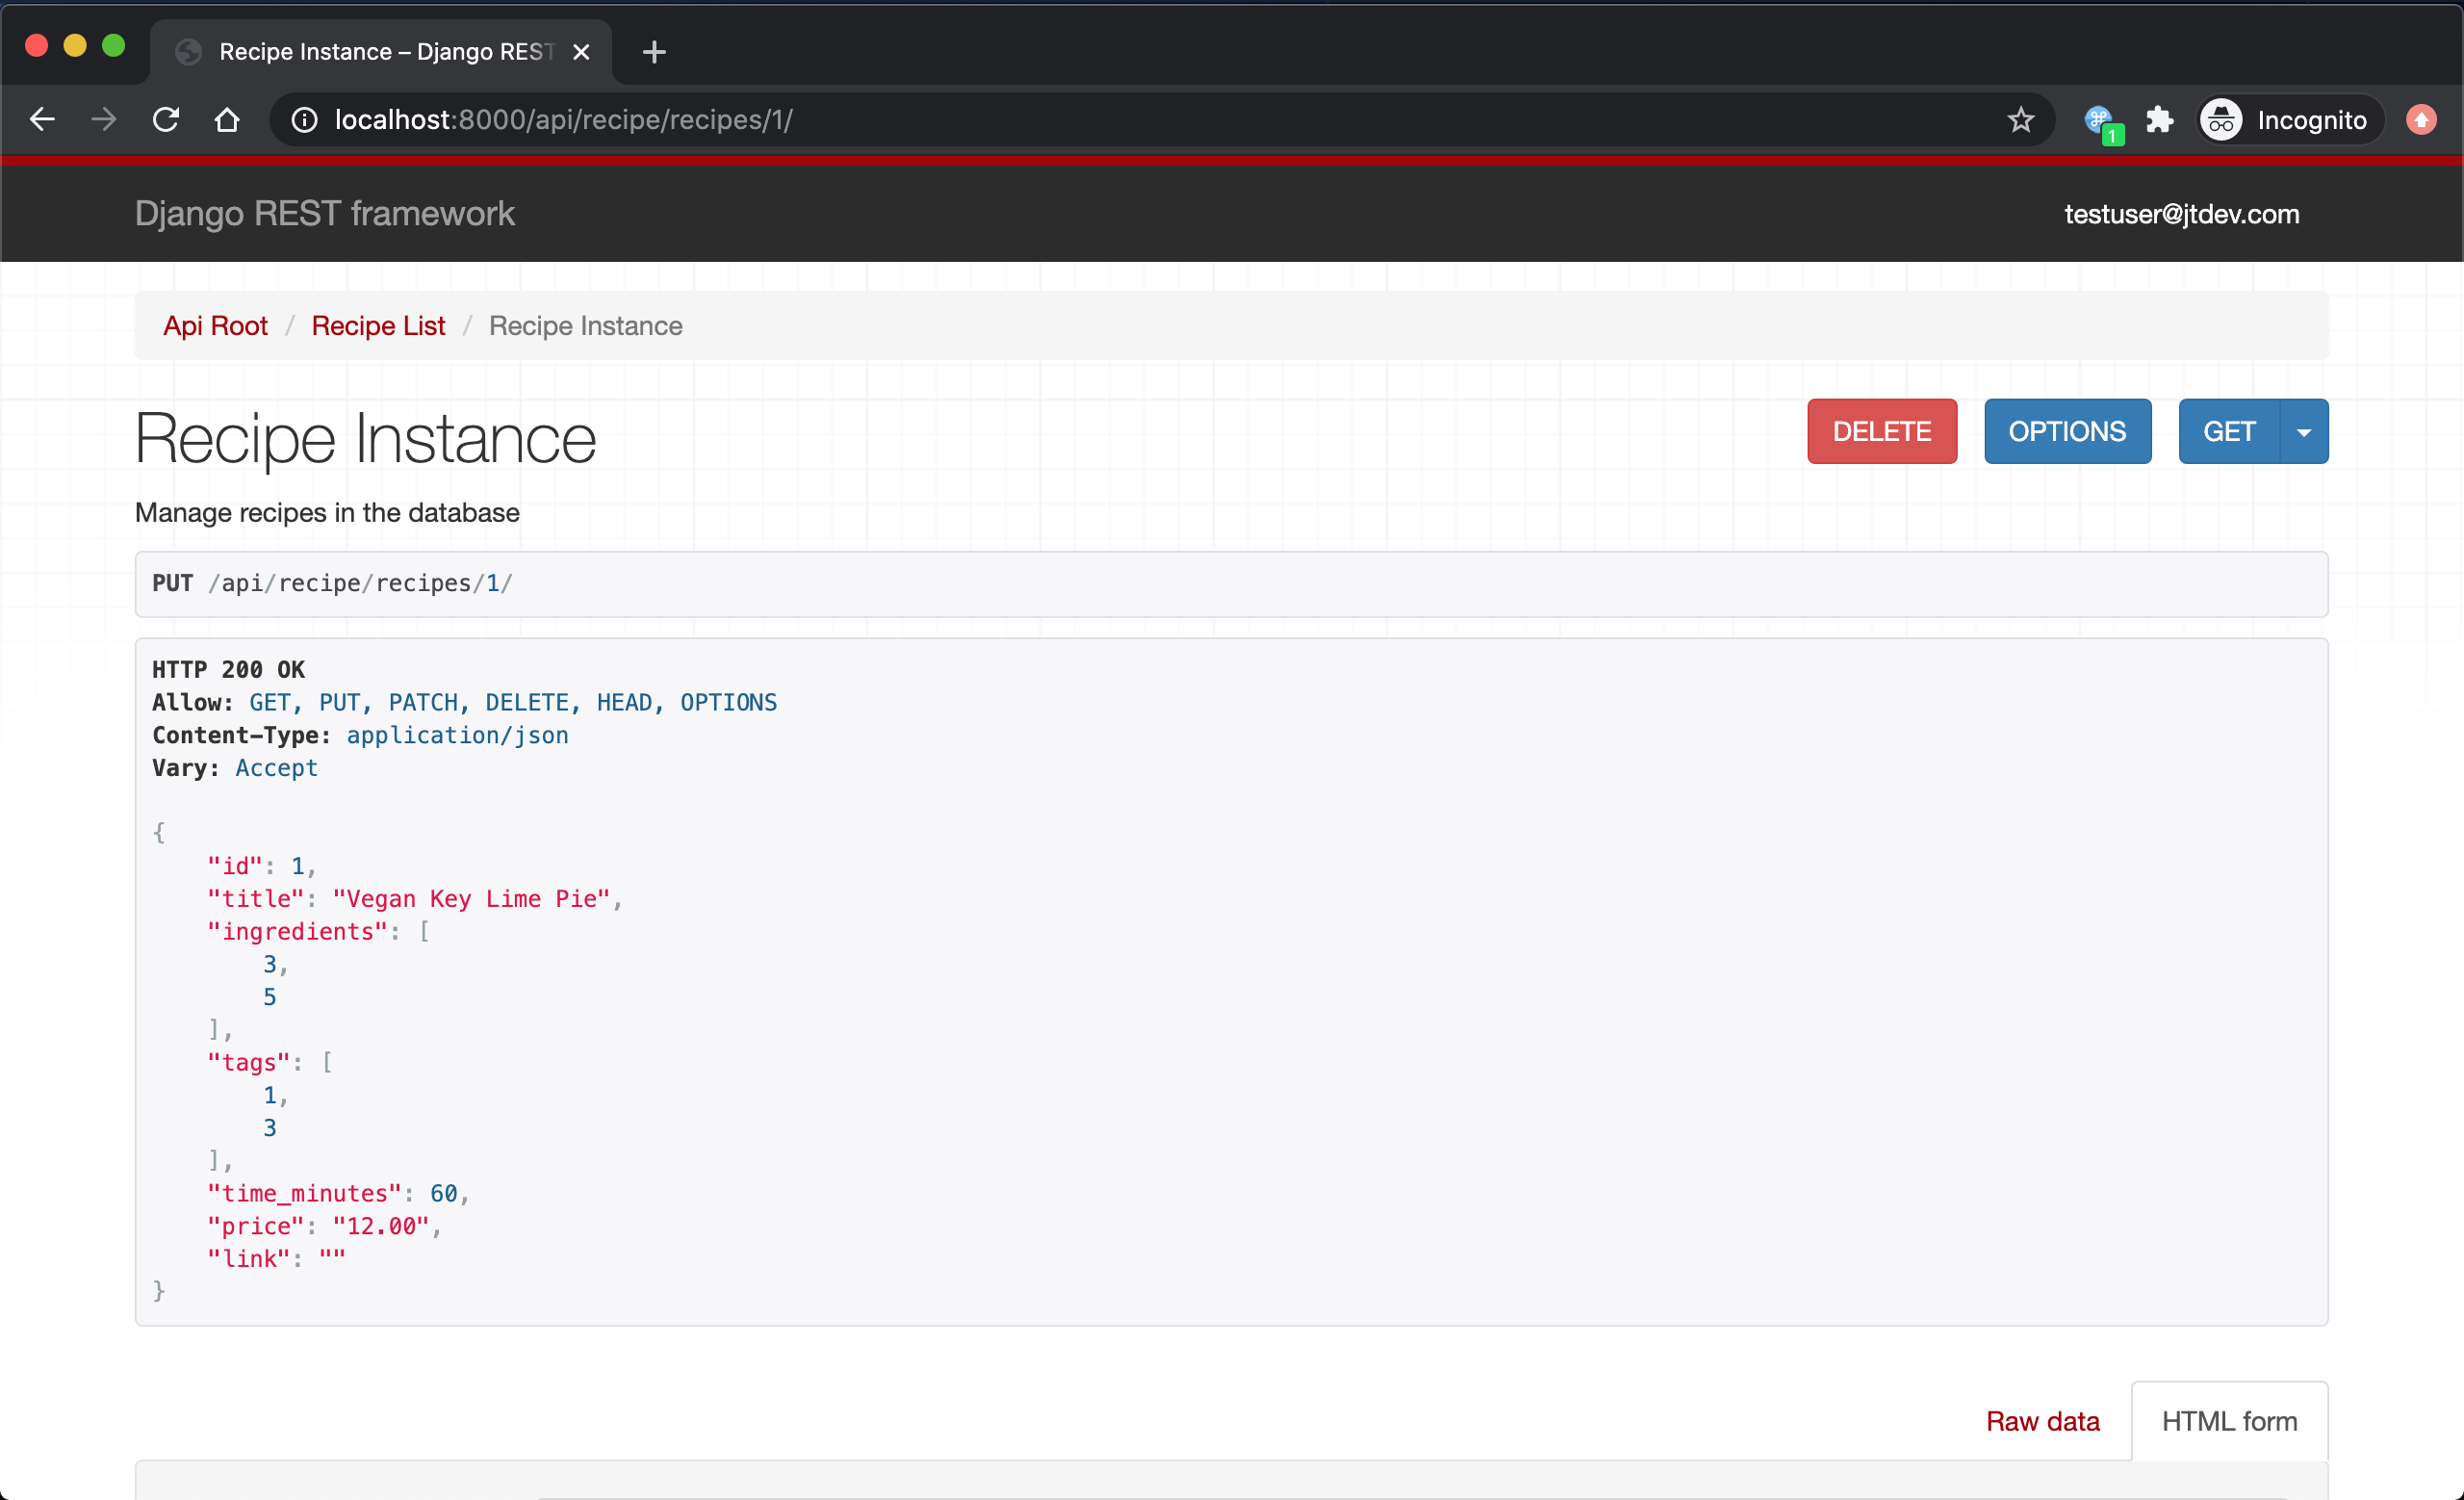 Recipe Instance – Django REST
localhost:8000/api/recipe/recipes/1/
1
Incognito
Django REST framework
testuser@jtdev.com
Api Root / Recipe List / Recipe Instance
Recipe Instance
DELETE
OPTIONS
GET
Manage recipes in the database
PUT /api/recipe/recipes/1/
HTTP 200 OK
Allow: GET, PUT, PATCH, DELETE, HEAD, OPTIONS
Content-Type: application/json
Vary: Accept
{
"id": 1,
"title": "Vegan Key Lime Pie",
"ingredients": [
3,
5
],
"tags": [
1,
3
],
"time_minutes": 60,
"price": "12.00",
"link": ""
}
Raw data
HTML form